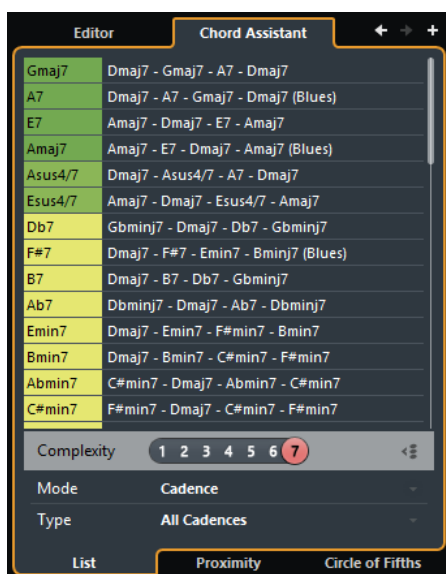 Editor Chord Assistant
Gmaj7 Dmaj7 - Gmaj7 - A7 - Dmaj7
A7 Dmaj7 - A7 - Gmaj7 - Dmaj7 (Blues)
E7 Amaj7 - Dmaj7 - E7 - Amaj7
Amaj7 Amaj7 - E7 - Dmaj7 - Amaj7 (Blues)
Asus4/7 Dmaj7 - Asus4/7 - A7 - Dmaj7
Esus4/7 Amaj7 - Dmaj7 - Esus4/7 - Amaj7
Db7 Gbminj7 - Dmaj7 - Db7 - Gbminj7
F#7 Dmaj7 - F#7 - Emin7 - Bminj7 (Blues)
B7 Dmaj7 - B7 - Db7 - Gbminj7
Ab7 Dbminj7 - Dmaj7 - Ab7 - Dbminj7
Emin7 Dmaj7 - Emin7 - F#min7 - Bmin7
Bmin7 Dmaj7 - Bmin7 - C#min7 - F#min7
Abmin7 C#min7 - Dmaj7 - Abmin7 - C#min7
C#min7 F#min7 - Dmaj7 - C#min7 - F#min7
Complexity 1 2 3 4 5 6 7
Mode Cadence
Type All Cadences
List Proximity Circle of Fifths